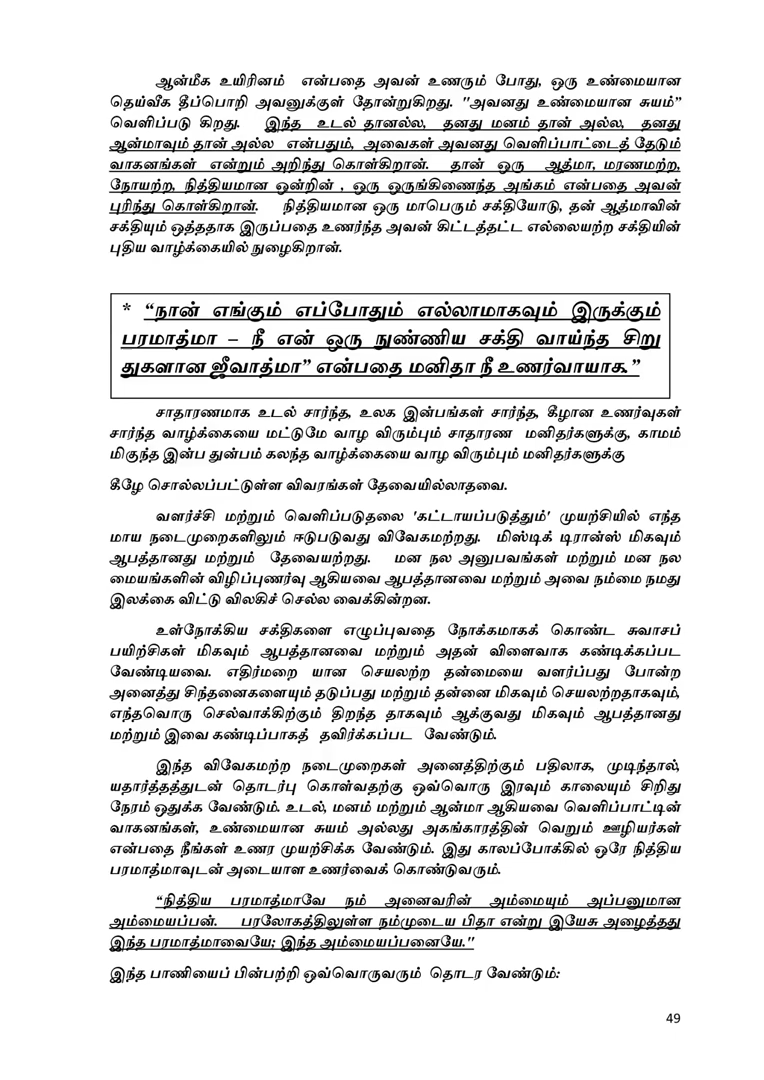 ஆன்மீக உயிரினம் என்பதை அவன் உணரும் போது, ஒரு உண்மையான
தெய்வீக தீப்பொறி அவனுக்குள் தோன்றுகிறது. "அவனது உண்மையான சுயம்"
வெளிப்படு கிறது. இந்த உடல் தானல்ல, தனது மனம் தான் அல்ல, தனது
ஆன்மாவும் தான் அல்ல என்பதும், அவைகள் அவனது வெளிப்பாட்டைத் தேடும்
வாகனங்கள் என்றும் அறிந்து கொள்கிறான். தான் ஒரு ஆத்மா, மரணமற்ற,
நோயற்ற, நித்தியமான ஒன்றின் , ஒரு ஒருங்கிணைந்த அங்கம் என்பதை அவன்
புரிந்து கொள்கிறான். நித்தியமான ஒரு மாபெரும் சக்தியோடு, தன் ஆத்மாவின்
சக்தியும் ஒத்ததாக இருப்பதை உணர்ந்த அவன் கிட்டத்தட்ட எல்லையற்ற சக்தியின்
புதிய வாழ்க்கையில் நுழைகிறான்.
* “நான் எங்கும் எப்போதும் எல்லாமாகவும் இருக்கும்
பரமாத்மா – நீ என் ஒரு நுண்ணிய சக்தி வாய்ந்த சிறு
துகளான ஜீவாத்மா” என்பதை மனிதா நீ உணர்வாயாக.”
சாதாரணமாக உடல் சார்ந்த, உலக இன்பங்கள் சார்ந்த, கீழான உணர்வுகள்
சார்ந்த வாழ்க்கையை மட்டுமே வாழ விரும்பும் சாதாரண மனிதர்களுக்கு, காமம்
மிகுந்த இன்ப துன்பம் கலந்த வாழ்க்கையை வாழ விரும்பும் மனிதர்களுக்கு
கீழே சொல்லப்பட்டுள்ள விவரங்கள் தேவையில்லாதவை.
வளர்ச்சி மற்றும் வெளிப்படுதலை 'கட்டாயப்படுத்தும்' முயற்சியில் எந்த
மாய நடைமுறைகளிலும் ஈடுபடுவது விவேகமற்றது. மிஸ்டிக் டிரான்ஸ் மிகவும்
ஆபத்தானது மற்றும் தேவையற்றது. மன நல அனுபவங்கள் மற்றும் மன நல
மையங்களின் விழிப்புணர்வு ஆகியவை ஆபத்தானவை மற்றும் அவை நம்மை நமது
இலக்கை விட்டு விலகிச் செல்ல வைக்கின்றன.
உள்நோக்கிய சக்திகளை எழுப்புவதை நோக்கமாகக் கொண்ட சுவாசப்
பயிற்சிகள் மிகவும் ஆபத்தானவை மற்றும் அதன் விளைவாக கண்டிக்கப்பட
வேண்டியவை. எதிர்மறை யான செயலற்ற தன்மையை வளர்ப்பது போன்ற
அனைத்து சிந்தனைகளையும் தடுப்பது மற்றும் தன்னை மிகவும் செயலற்றதாகவும்,
எந்தவொரு செல்வாக்கிற்கும் திறந்த தாகவும் ஆக்குவது மிகவும் ஆபத்தானது
மற்றும் இவை கண்டிப்பாகத் தவிர்க்கப்பட வேண்டும்.
இந்த விவேகமற்ற நடைமுறைகள் அனைத்திற்கும் பதிலாக, முடிந்தால்,
யதார்த்தத்துடன் தொடர்பு கொள்வதற்கு ஒவ்வொரு இரவும் காலையும் சிறிது
நேரம் ஒதுக்க வேண்டும். உடல், மனம் மற்றும் ஆன்மா ஆகியவை வெளிப்பாட்டின்
வாகனங்கள், உண்மையான சுயம் அல்லது அகங்காரத்தின் வெறும் ஊழியர்கள்
என்பதை நீங்கள் உணர முயற்சிக்க வேண்டும். இது காலப்போக்கில் ஒரே நித்திய
பரமாத்மாவுடன் அடையாள உணர்வைக் கொண்டுவரும்.
“நித்திய பரமாத்மாவே நம் அனைவரின் அம்மையும் அப்பனுமான
அம்மையப்பன். பரலோகத்திலுள்ள நம்முடைய பிதா என்று இயேசு அழைத்தது
இந்த பரமாத்மாவையே; இந்த அம்மையப்பனையே."
இந்த பாணியைப் பின்பற்றி ஒவ்வொருவரும் தொடர வேண்டும்:
49